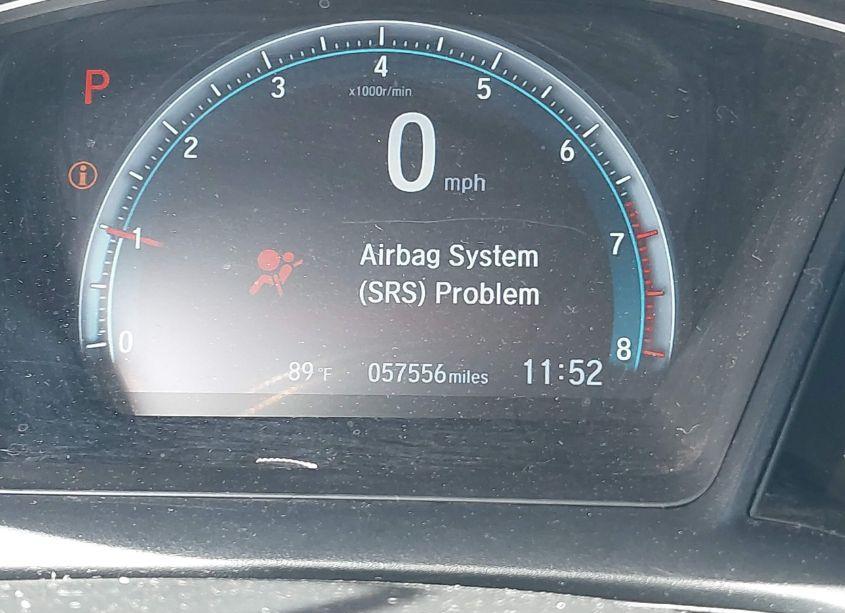 P
4
3
5
x1000r/min
2
6
0 mph
1
7
Airbag System
(SRS) Problem
0
8
89°F 057556 miles 11:52